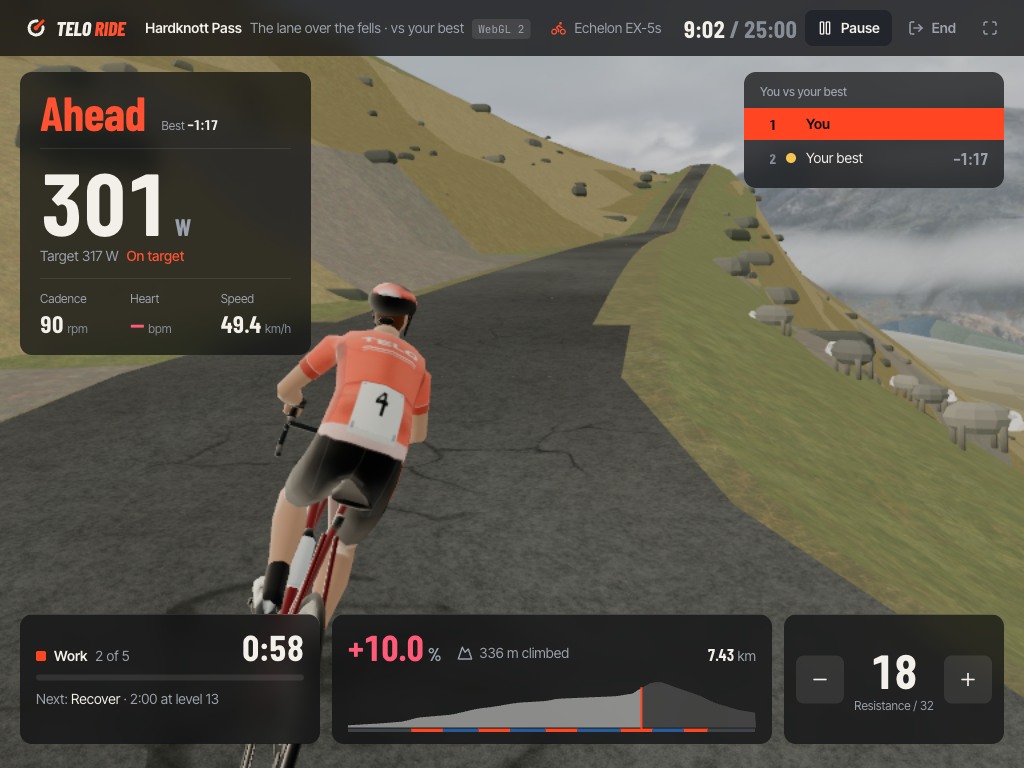 TELO RIDE
Hardknott Pass The lane over the fells · vs your best WebGL 2
Echelon EX-5s
9:02 / 25:00
Pause
End
Ahead Best −1:17
301 W
Target 317 W On target
Cadence Heart Speed
90 rpm — bpm 49.4 km/h
You vs your best
1 You
2 Your best −1:17
TELO
4
Work 2 of 5 0:58
Next: Recover · 2:00 at level 13
+10.0 % 336 m climbed 7.43 km
− 18 +
Resistance / 32